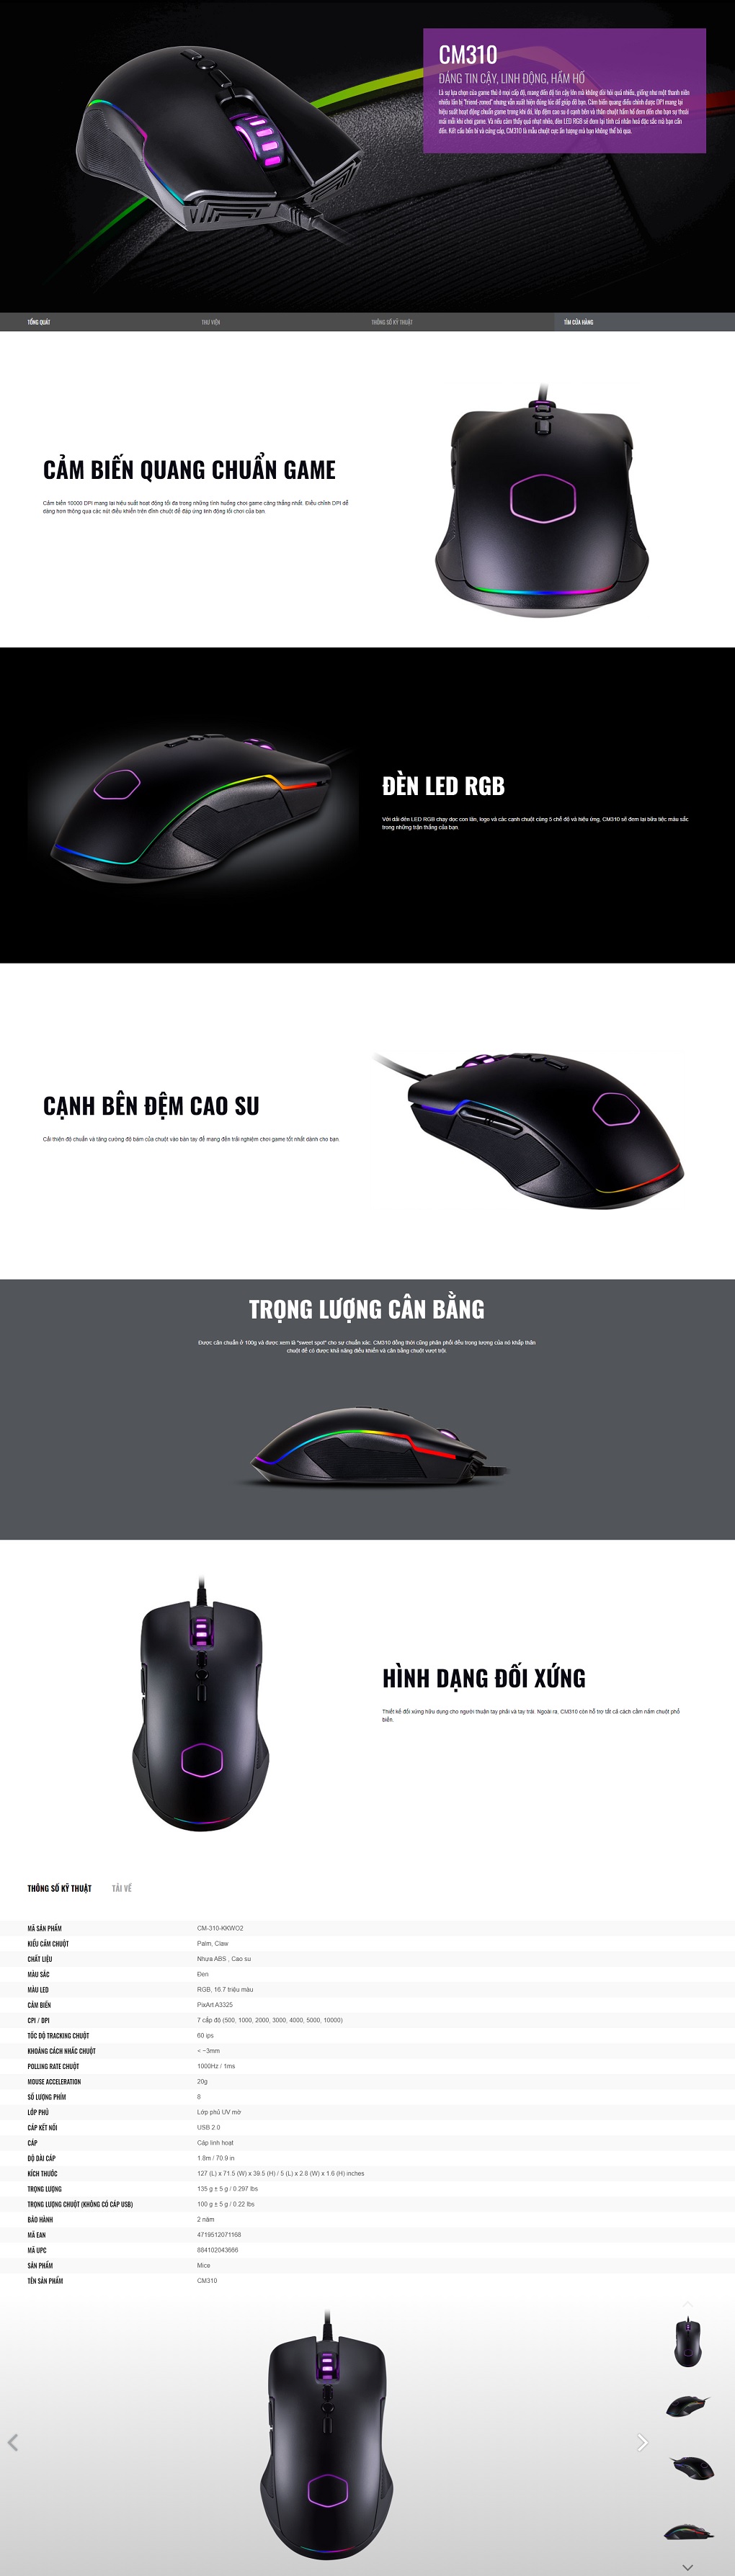 CM310
ĐÁNG TIN CẬY, LINH ĐỘNG, HẦM HỐ
Là sự lựa chọn của game thủ ở mọi cấp độ, mang đến độ tin cậy lớn mà không đòi hỏi quá nhiều, giống như một thanh niên
nhiều lần bị "friend-zoned" nhưng vẫn xuất hiện đúng lúc để giúp đỡ bạn. Cảm biến quang điều chỉnh được DPI mang lại
hiệu suất hoạt động chuẩn game trong khi đó, lớp đệm cao su ở cạnh bên và thân chuột hầm hố đem đến cho bạn sự thoải
mái mỗi khi chơi game. Và nếu cảm thấy quá nhạt nhẽo, đèn LED RGB sẽ đem lại tính cá nhân hoá đặc sắc mà bạn cần
đến. Kết cấu bền bỉ và cứng cáp, CM310 là mẫu chuột cực ấn tượng mà bạn không thể bỏ qua.
TỔNG QUÁT
THƯ VIỆN
THÔNG SỐ KỸ THUẬT
TÌM CỬA HÀNG
CẢM BIẾN QUANG CHUẨN GAME
Cảm biến 10000 DPI mang lại hiệu suất hoạt động tối đa trong những tình huống chơi game căng thẳng nhất. Điều chỉnh DPI dễ
dàng hơn thông qua các nút điều khiển trên đỉnh chuột để đáp ứng linh động lối chơi của bạn.
ĐÈN LED RGB
Với dải đèn LED RGB chạy dọc con lăn, logo và các cạnh chuột cùng 5 chế độ và hiệu ứng, CM310 sẽ đem lại bữa tiệc màu sắc
trong những trận thắng của bạn.
CẠNH BÊN ĐỆM CAO SU
Cải thiện độ chuẩn và tăng cường độ bám của chuột vào bàn tay để mang đến trải nghiệm chơi game tốt nhất dành cho bạn.
TRỌNG LƯỢNG CÂN BẰNG
Được cân chuẩn ở 100g và được xem là "sweet spot" cho sự chuẩn xác. CM310 đồng thời cũng phân phối đều trọng lượng của nó khắp thân
chuột để có được khả năng điều khiển và cân bằng chuột vượt trội.
HÌNH DẠNG ĐỐI XỨNG
Thiết kế đối xứng hữu dụng cho người thuận tay phải và tay trái. Ngoài ra, CM310 còn hỗ trợ tất cả cách cầm nắm chuột phổ
biến.
THÔNG SỐ KỸ THUẬT
TẢI VỀ
MÃ SẢN PHẨM CM-310-KKWO2
KIỂU CẦM CHUỘT Palm, Claw
CHẤT LIỆU Nhựa ABS , Cao su
MÀU SẮC Đen
MÀU LED RGB, 16.7 triệu màu
CẢM BIẾN PixArt A3325
CPI / DPI 7 cấp độ (500, 1000, 2000, 3000, 4000, 5000, 10000)
TỐC ĐỘ TRACKING CHUỘT 60 ips
KHOẢNG CÁCH NHẤC CHUỘT < ~3mm
POLLING RATE CHUỘT 1000Hz / 1ms
MOUSE ACCELERATION 20g
SỐ LƯỢNG PHÍM 8
LỚP PHỦ Lớp phủ UV mờ
CÁP KẾT NỐI USB 2.0
CÁP Cáp linh hoạt
ĐỘ DÀI CÁP 1.8m / 70.9 in
KÍCH THƯỚC 127 (L) x 71.5 (W) x 39.5 (H) / 5 (L) x 2.8 (W) x 1.6 (H) inches
TRỌNG LƯỢNG 135 g ± 5 g / 0.297 lbs
TRỌNG LƯỢNG CHUỘT (KHÔNG CÓ CÁP USB) 100 g ± 5 g / 0.22 lbs
BẢO HÀNH 2 năm
MÃ EAN 4719512071168
MÃ UPC 884102043666
SẢN PHẨM Mice
TÊN SẢN PHẨM CM310